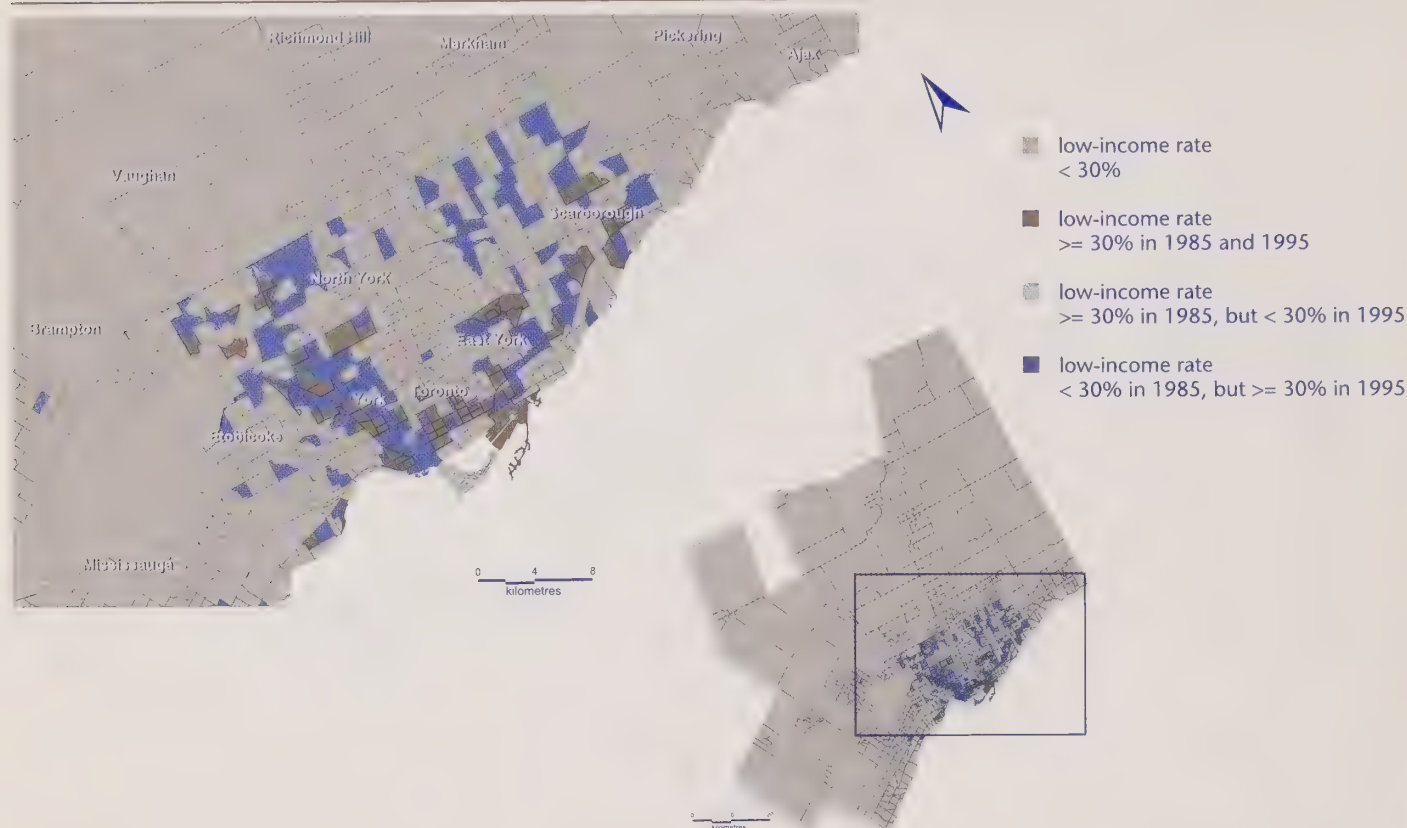 Richmond Hill
Markham
Pickering
Ajax
Vaughan
Scarborough
North York
Brampton
East York
Toronto
York
Etobicoke
Mississauga
0 4 8
kilometres
low-income rate
< 30%
low-income rate
>= 30% in 1985 and 1995
low-income rate
>= 30% in 1985, but < 30% in 1995
low-income rate
< 30% in 1985, but >= 30% in 1995
kilometres